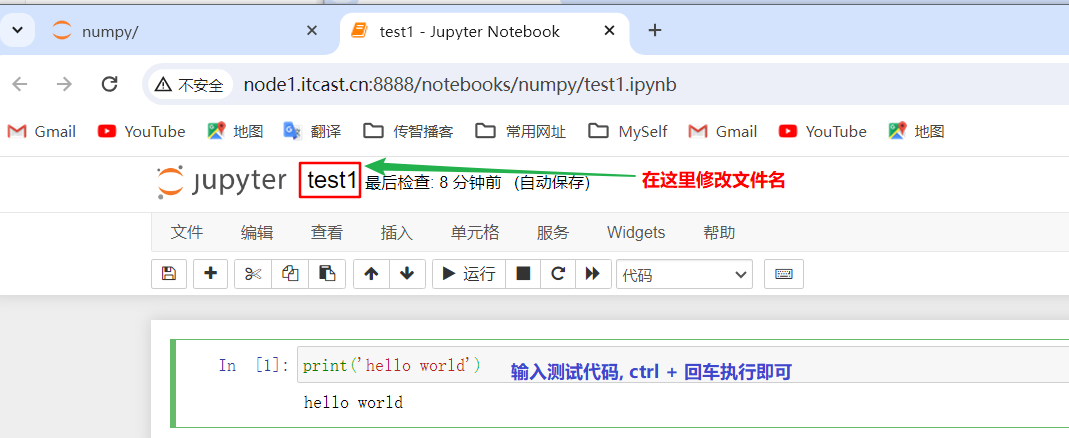 numpy/
test1 - Jupyter Notebook
不安全 node1.itcast.cn:8888/notebooks/numpy/test1.ipynb
Gmail YouTube 地图 翻译 传智播客 常用网址 MySelf Gmail YouTube 地图
jupyter test1 最后检查: 8 分钟前 (自动保存) 在这里修改文件名
文件 编辑 查看 插入 单元格 服务 Widgets 帮助
运行 代码
In [1]: print('hello world') 输入测试代码, ctrl + 回车执行即可
hello world